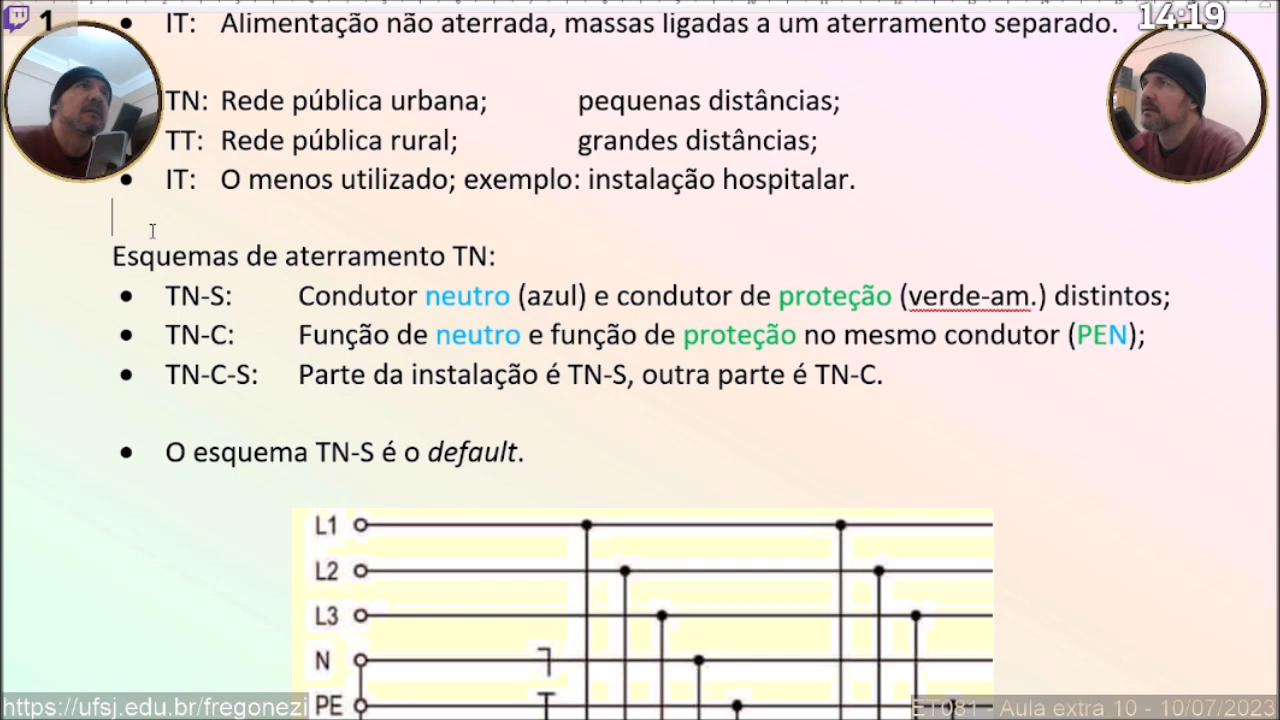 1
14:19
IT: Alimentação não aterrada, massas ligadas a um aterramento separado.
TN: Rede pública urbana; pequenas distâncias;
TT: Rede pública rural; grandes distâncias;
IT: O menos utilizado; exemplo: instalação hospitalar.
Esquemas de aterramento TN:
TN-S: Condutor neutro (azul) e condutor de proteção (verde-am.) distintos;
TN-C: Função de neutro e função de proteção no mesmo condutor (PEN);
TN-C-S: Parte da instalação é TN-S, outra parte é TN-C.
O esquema TN-S é o default.
L1
L2
L3
N
PE
https://ufsj.edu.br/fregonezi
ET081 - Aula extra 10 - 10/07/2023